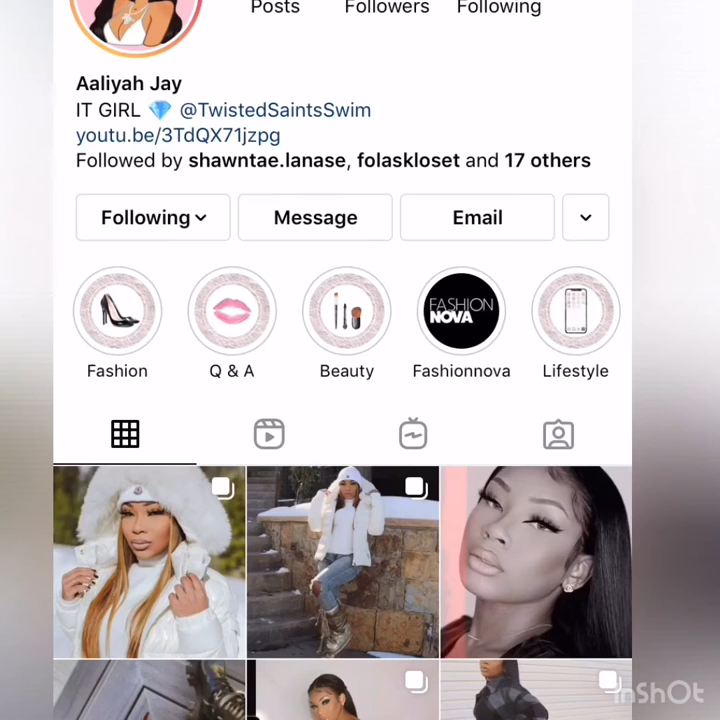 Posts Followers Following
Aaliyah Jay
IT GIRL 💎 @TwistedSaintsSwim
youtu.be/3TdQX71jzpg
Followed by shawntae.lanase, folaskloset and 17 others
Following Message Email
FASHION
NOVA
Fashion Q & A Beauty Fashionnova Lifestyle
InShOt